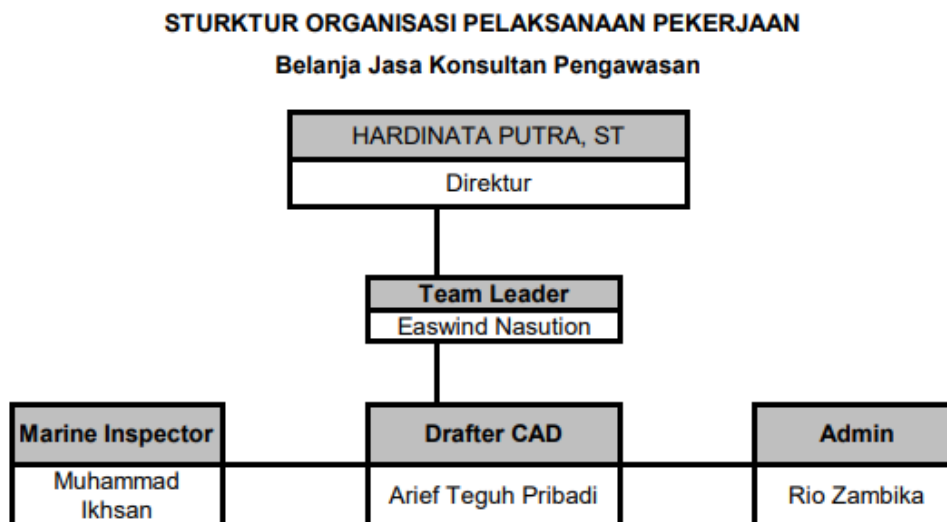 STURKTUR ORGANISASI PELAKSANAAN PEKERJAAN
Belanja Jasa Konsultan Pengawasan
HARDINATA PUTRA, ST
Direktur
Team Leader
Easwind Nasution
Marine Inspector
Muhammad
Ikhsan
Drafter CAD
Arief Teguh Pribadi
Admin
Rio Zambika